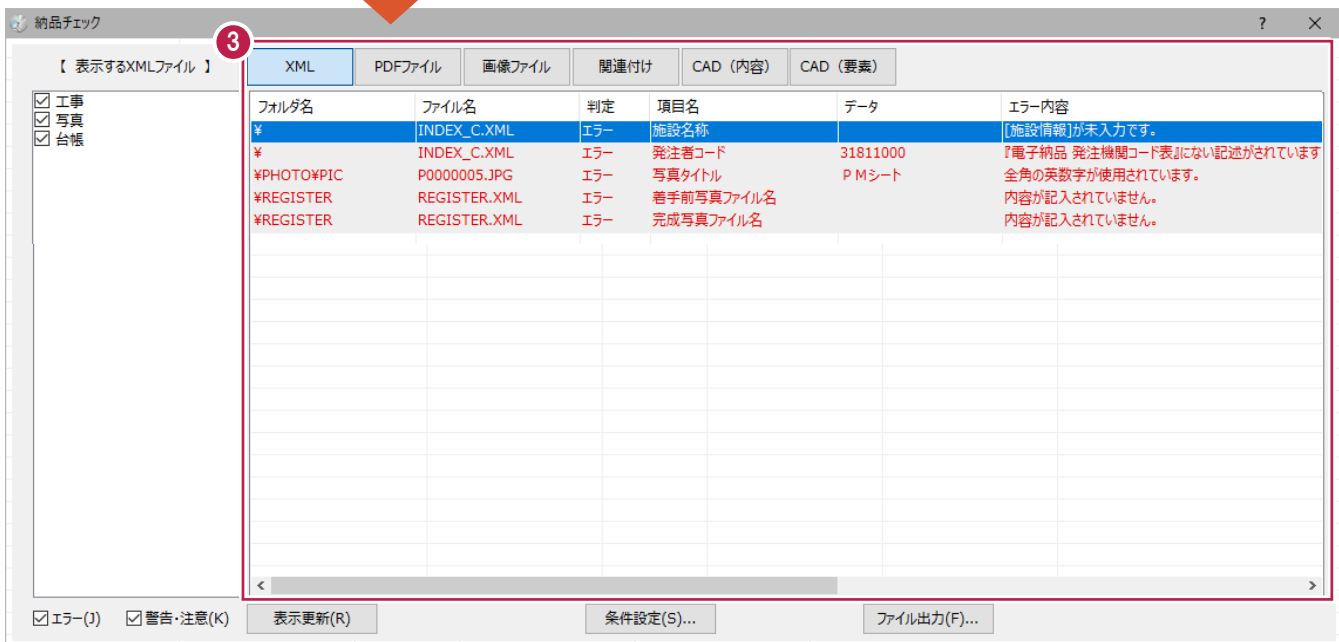 納品チェック ? ×
3
【 表示するXMLファイル 】
工事
写真
台帳
XML PDFファイル 画像ファイル 関連付け CAD（内容） CAD（要素）
フォルダ名 ファイル名 判定 項目名 データ エラー内容
¥ INDEX_C.XML エラー 施設名称 [施設情報]が未入力です。
¥ INDEX_C.XML エラー 発注者コード 31811000 『電子納品 発注機関コード表』にない記述がされています
¥PHOTO¥PIC P0000005.JPG エラー 写真タイトル ＰＭシート 全角の英数字が使用されています。
¥REGISTER REGISTER.XML エラー 着手前写真ファイル名 内容が記入されていません。
¥REGISTER REGISTER.XML エラー 完成写真ファイル名 内容が記入されていません。
エラー(J) 警告・注意(K) 表示更新(R) 条件設定(S)... ファイル出力(F)...